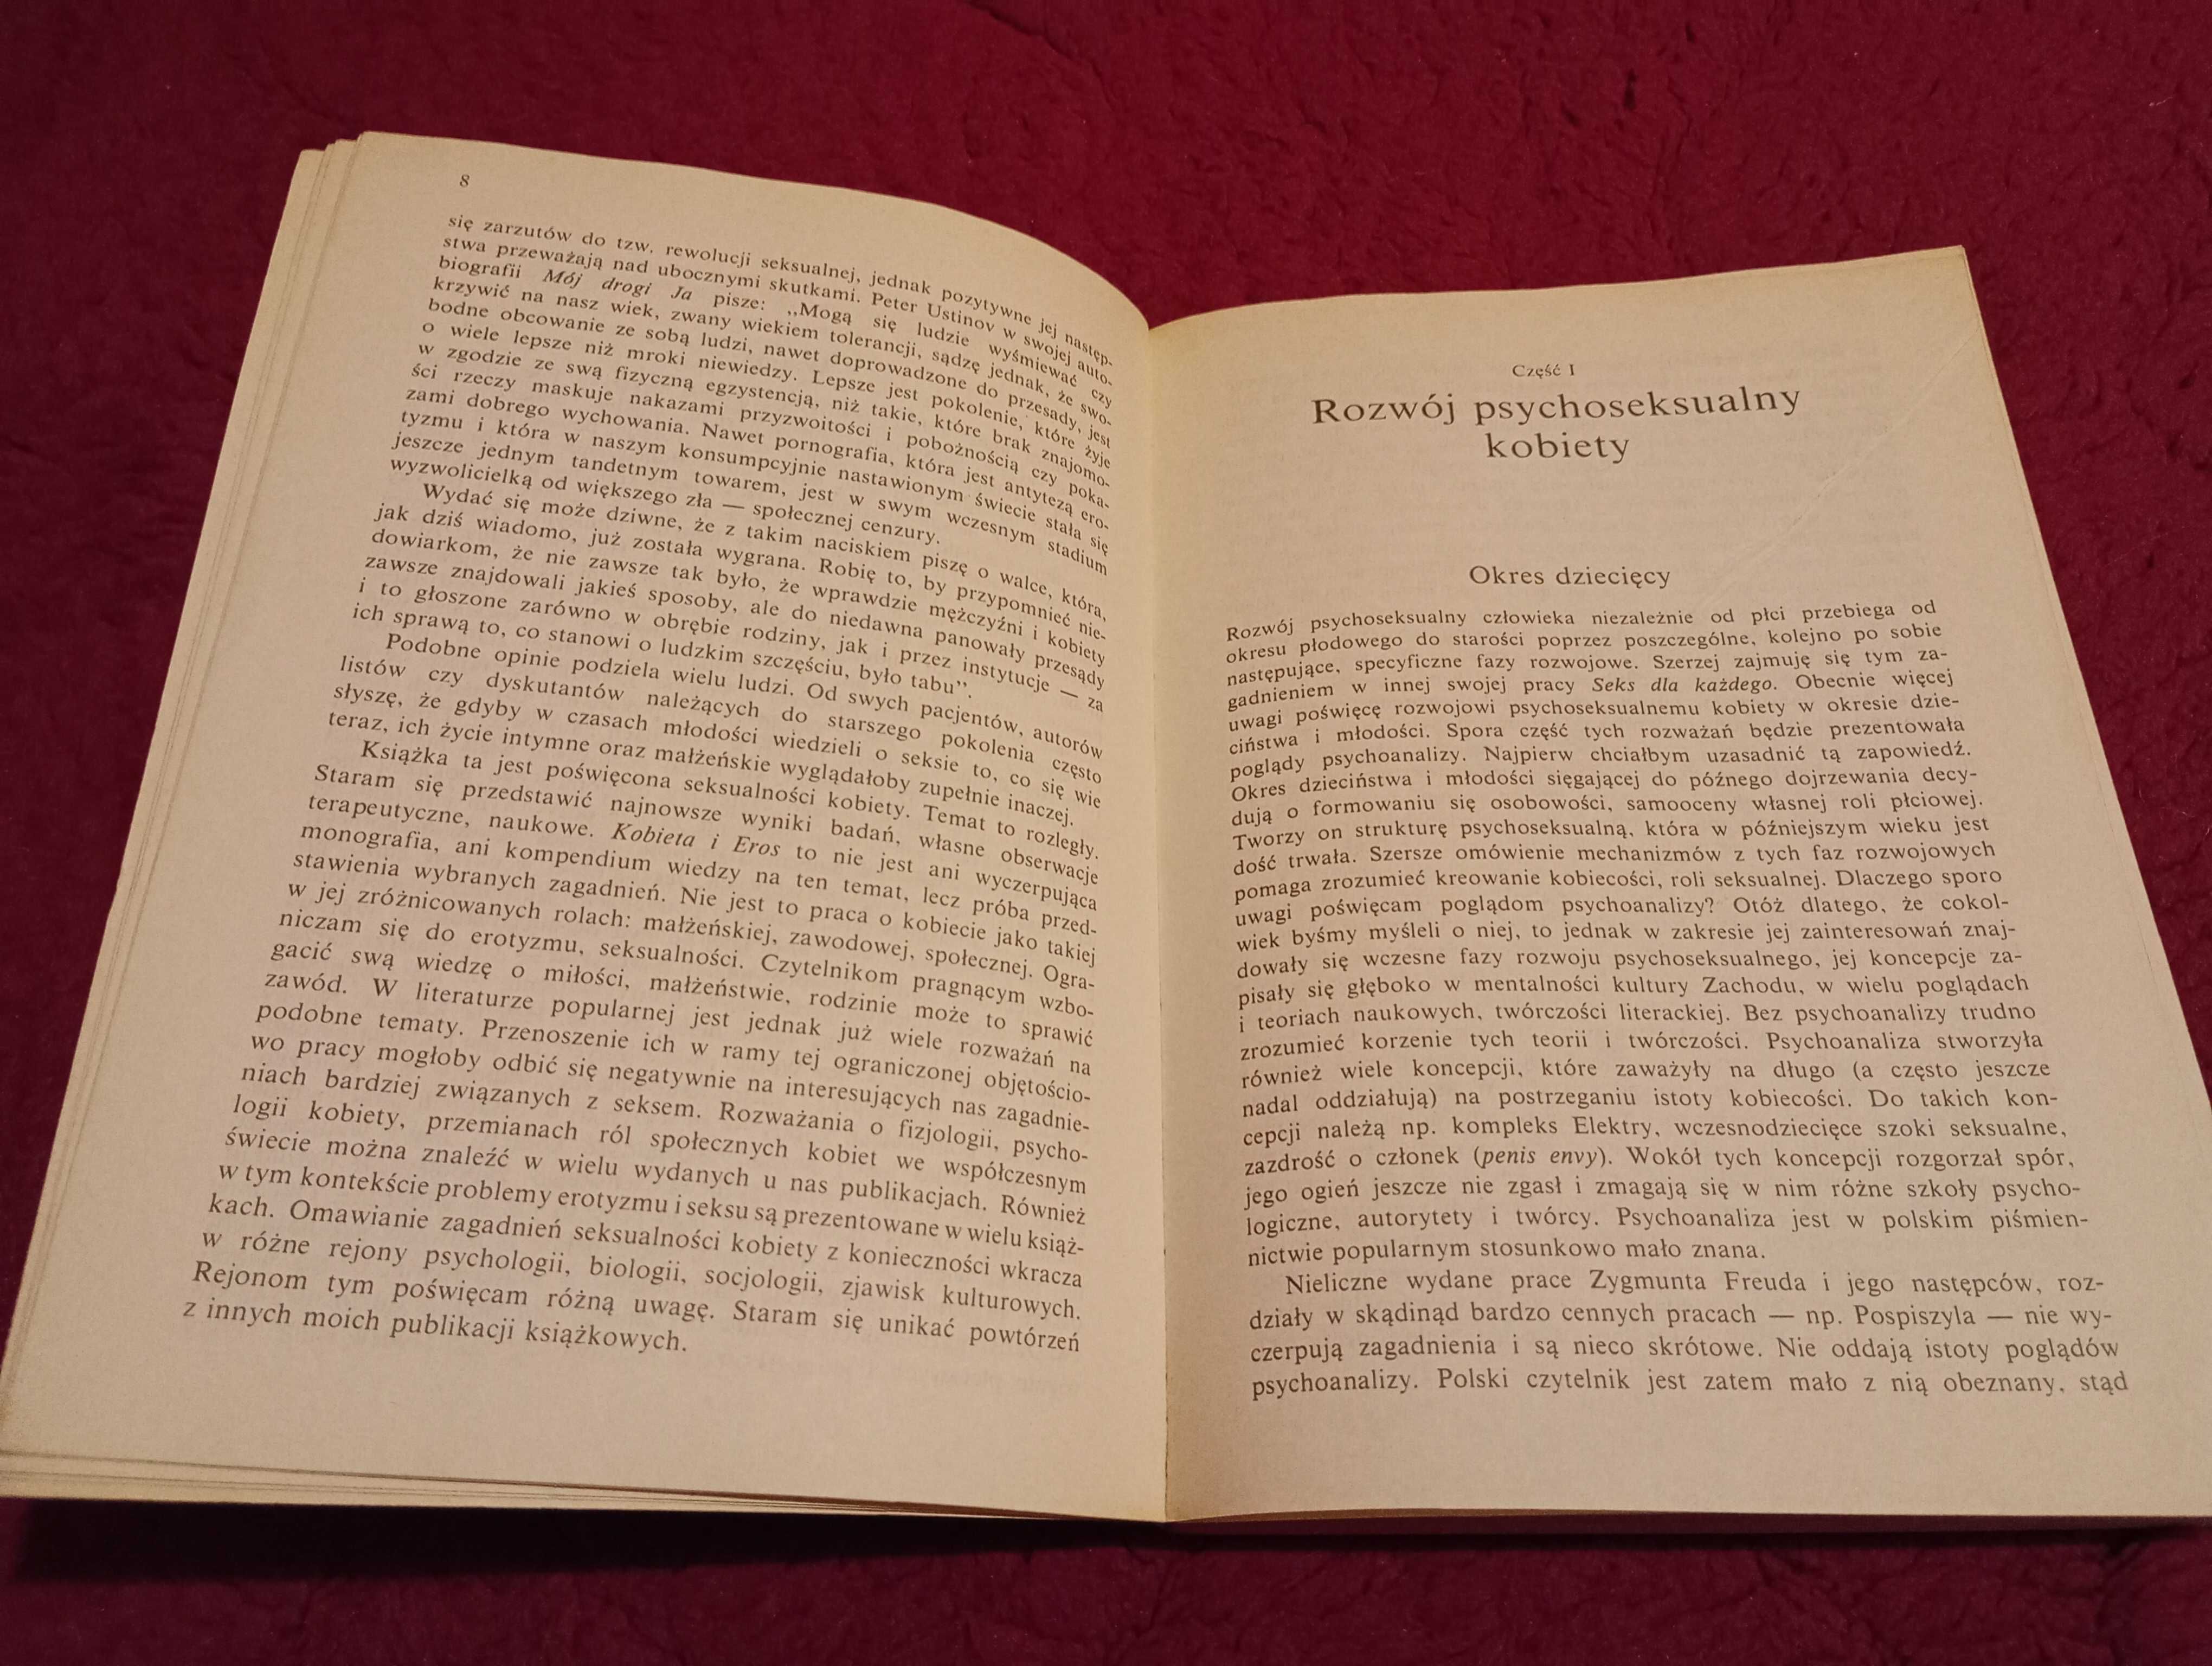 8
się zarzutów do tzw. rewolucji seksualnej, jednak pozytywne jej następ-
stwa przeważają nad ubocznymi skutkami. Peter Ustinov w swojej auto-
biografii Mój drogi Ja pisze: ,,Mogą się ludzie wyśmiewać czy
krzywić na nasz wiek, zwany wiekiem tolerancji, sądzę jednak, że swo-
bodne obcowanie ze sobą ludzi, nawet doprowadzone do przesady, jest
o wiele lepsze niż mroki niewiedzy. Lepsze jest pokolenie, które żyje
w zgodzie ze swą fizyczną egzystencją, niż takie, które brak znajomo-
ści rzeczy maskuje nakazami przyzwoitości i pobożnością czy poka-
zami dobrego wychowania. Nawet pornografia, która jest antytezą ero-
tyzmu i która w naszym konsumpcyjnie nastawionym świecie stała się
jeszcze jednym tandetnym towarem, jest w swym wczesnym stadium
wyzwolicielką od większego zła — społecznej cenzury.
Wydać się może dziwne, że z takim naciskiem piszę o walce, która,
jak dziś wiadomo, już została wygrana. Robię to, by przypomnieć nie-
dowiarkom, że nie zawsze tak było, że wprawdzie mężczyźni i kobiety
zawsze znajdowali jakieś sposoby, ale do niedawna panowały przesądy
i to głoszone zarówno w obrębie rodziny, jak i przez instytucje — za
ich sprawą to, co stanowi o ludzkim szczęściu, było tabu”.
Podobne opinie podziela wielu ludzi. Od swych pacjentów, autorów
listów czy dyskutantów należących do starszego pokolenia często
słyszę, że gdyby w czasach młodości wiedzieli o seksie to, co się wie
teraz, ich życie intymne oraz małżeńskie wyglądałoby zupełnie inaczej.
Książka ta jest poświęcona seksualności kobiety. Temat to rozległy.
Staram się przedstawić najnowsze wyniki badań, własne obserwacje
terapeutyczne, naukowe. Kobieta i Eros to nie jest ani wyczerpująca
monografia, ani kompendium wiedzy na ten temat, lecz próba przed-
stawienia wybranych zagadnień. Nie jest to praca o kobiecie jako takiej
w jej zróżnicowanych rolach: małżeńskiej, zawodowej, społecznej. Ogra-
niczam się do erotyzmu, seksualności. Czytelnikom pragnącym wzbo-
gacić swą wiedzę o miłości, małżeństwie, rodzinie może to sprawić
zawód. W literaturze popularnej jest jednak już wiele rozważań na
podobne tematy. Przenoszenie ich w ramy tej ograniczonej objętościo-
wo pracy mogłoby odbić się negatywnie na interesujących nas zagadnie-
niach bardziej związanych z seksem. Rozważania o fizjologii, psycho-
logii kobiety, przemianach ról społecznych kobiet we współczesnym
świecie można znaleźć w wielu wydanych u nas publikacjach. Również
w tym kontekście problemy erotyzmu i seksu są prezentowane w wielu książ-
kach. Omawianie zagadnień seksualności kobiety z konieczności wkracza
w różne rejony psychologii, biologii, socjologii, zjawisk kulturowych.
Rejonom tym poświęcam różną uwagę. Staram się unikać powtórzeń
z innych moich publikacji książkowych.
Część I
Rozwój psychoseksualny
kobiety
Okres dziecięcy
Rozwój psychoseksualny człowieka niezależnie od płci przebiega od
okresu płodowego do starości poprzez poszczególne, kolejno po sobie
następujące, specyficzne fazy rozwojowe. Szerzej zajmuję się tym za-
gadnieniem w innej swojej pracy Seks dla każdego. Obecnie więcej
uwagi poświęcę rozwojowi psychoseksualnemu kobiety w okresie dzie-
ciństwa i młodości. Spora część tych rozważań będzie prezentowała
poglądy psychoanalizy. Najpierw chciałbym uzasadnić tą zapowiedź.
Okres dzieciństwa i młodości sięgającej do późnego dojrzewania decy-
dują o formowaniu się osobowości, samooceny własnej roli płciowej.
Tworzy on strukturę psychoseksualną, która w późniejszym wieku jest
dość trwała. Szersze omówienie mechanizmów z tych faz rozwojowych
pomaga zrozumieć kreowanie kobiecości, roli seksualnej. Dlaczego sporo
uwagi poświęcam poglądom psychoanalizy? Otóż dlatego, że cokol-
wiek byśmy myśleli o niej, to jednak w zakresie jej zainteresowań znaj-
dowały się wczesne fazy rozwoju psychoseksualnego, jej koncepcje za-
pisały się głęboko w mentalności kultury Zachodu, w wielu poglądach
i teoriach naukowych, twórczości literackiej. Bez psychoanalizy trudno
zrozumieć korzenie tych teorii i twórczości. Psychoanaliza stworzyła
również wiele koncepcji, które zaważyły na długo (a często jeszcze
nadal oddziałują) na postrzeganiu istoty kobiecości. Do takich kon-
cepcji należą np. kompleks Elektry, wczesnodziecięce szoki seksualne,
zazdrość o członek (penis envy). Wokół tych koncepcji rozgorzał spór,
jego ogień jeszcze nie zgasł i zmagają się w nim różne szkoły psycho-
logiczne, autorytety i twórcy. Psychoanaliza jest w polskim piśmien-
nictwie popularnym stosunkowo mało znana.
Nieliczne wydane prace Zygmunta Freuda i jego następców, roz-
działy w skądinąd bardzo cennych pracach — np. Pospiszyla — nie wy-
czerpują zagadnienia i są nieco skrótowe. Nie oddają istoty poglądów
psychoanalizy. Polski czytelnik jest zatem mało z nią obeznany, stąd